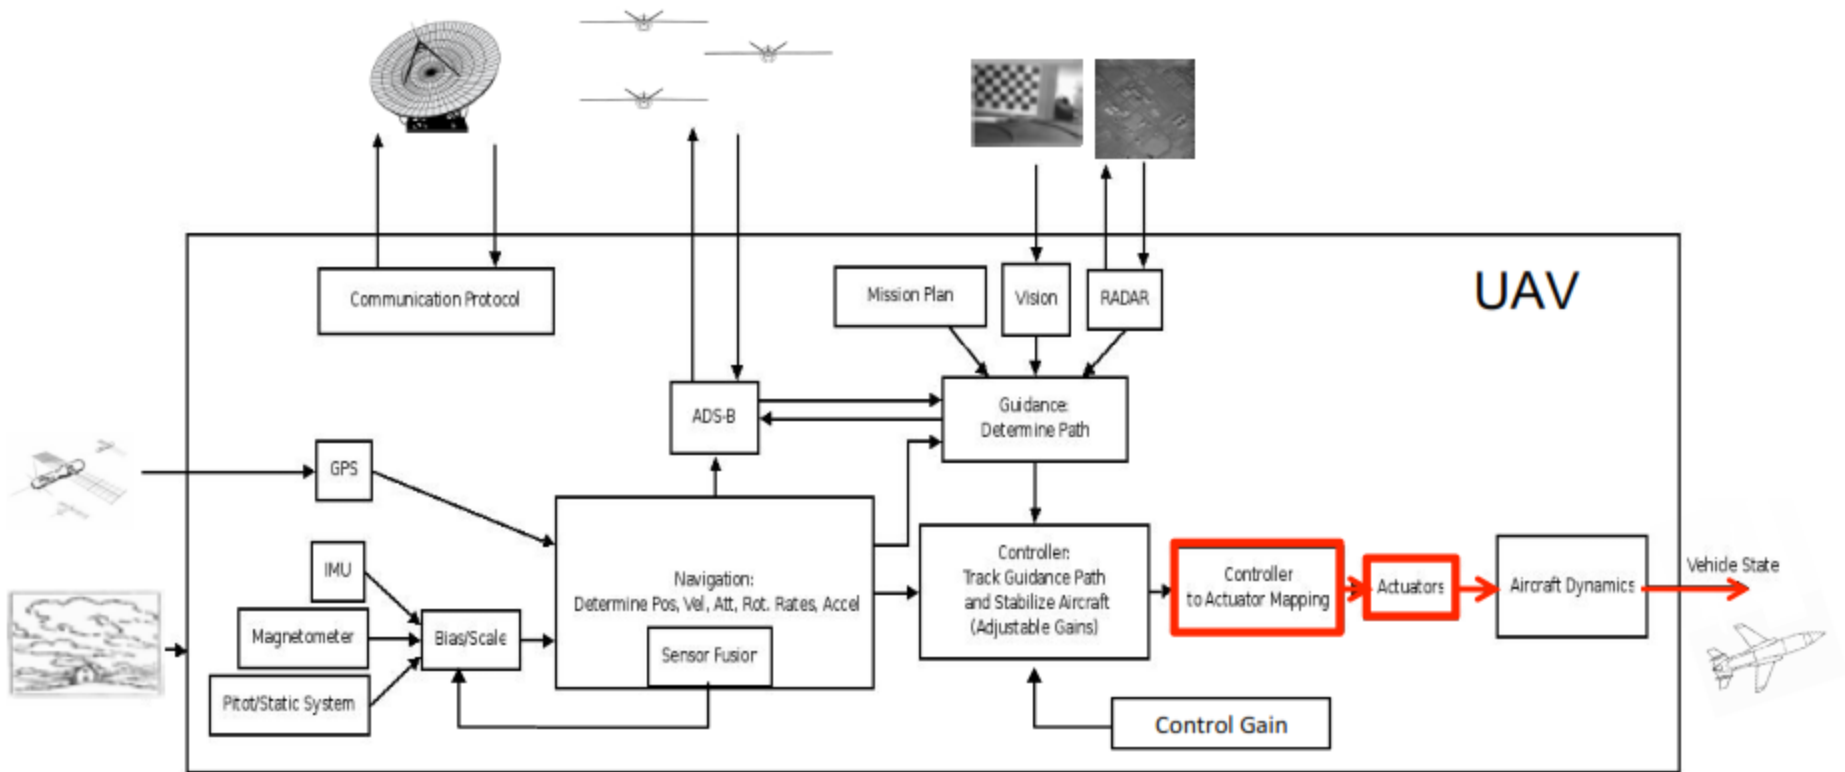 UAV
Communication Protocol
Mission Plan
Vision
RADAR
ADS-B
Guidance:
Determine Path
GPS
IMU
Magnetometer
Pitot/Static System
Bias/Scale
Navigation:
Determine Pos, Vel, Att, Rot. Rates, Accel
Sensor Fusion
Controller:
Track Guidance Path
and Stabilize Aircraft
(Adjustable Gains)
Controller
to Actuator Mapping
Actuators
Aircraft Dynamics
Vehicle State
Control Gain